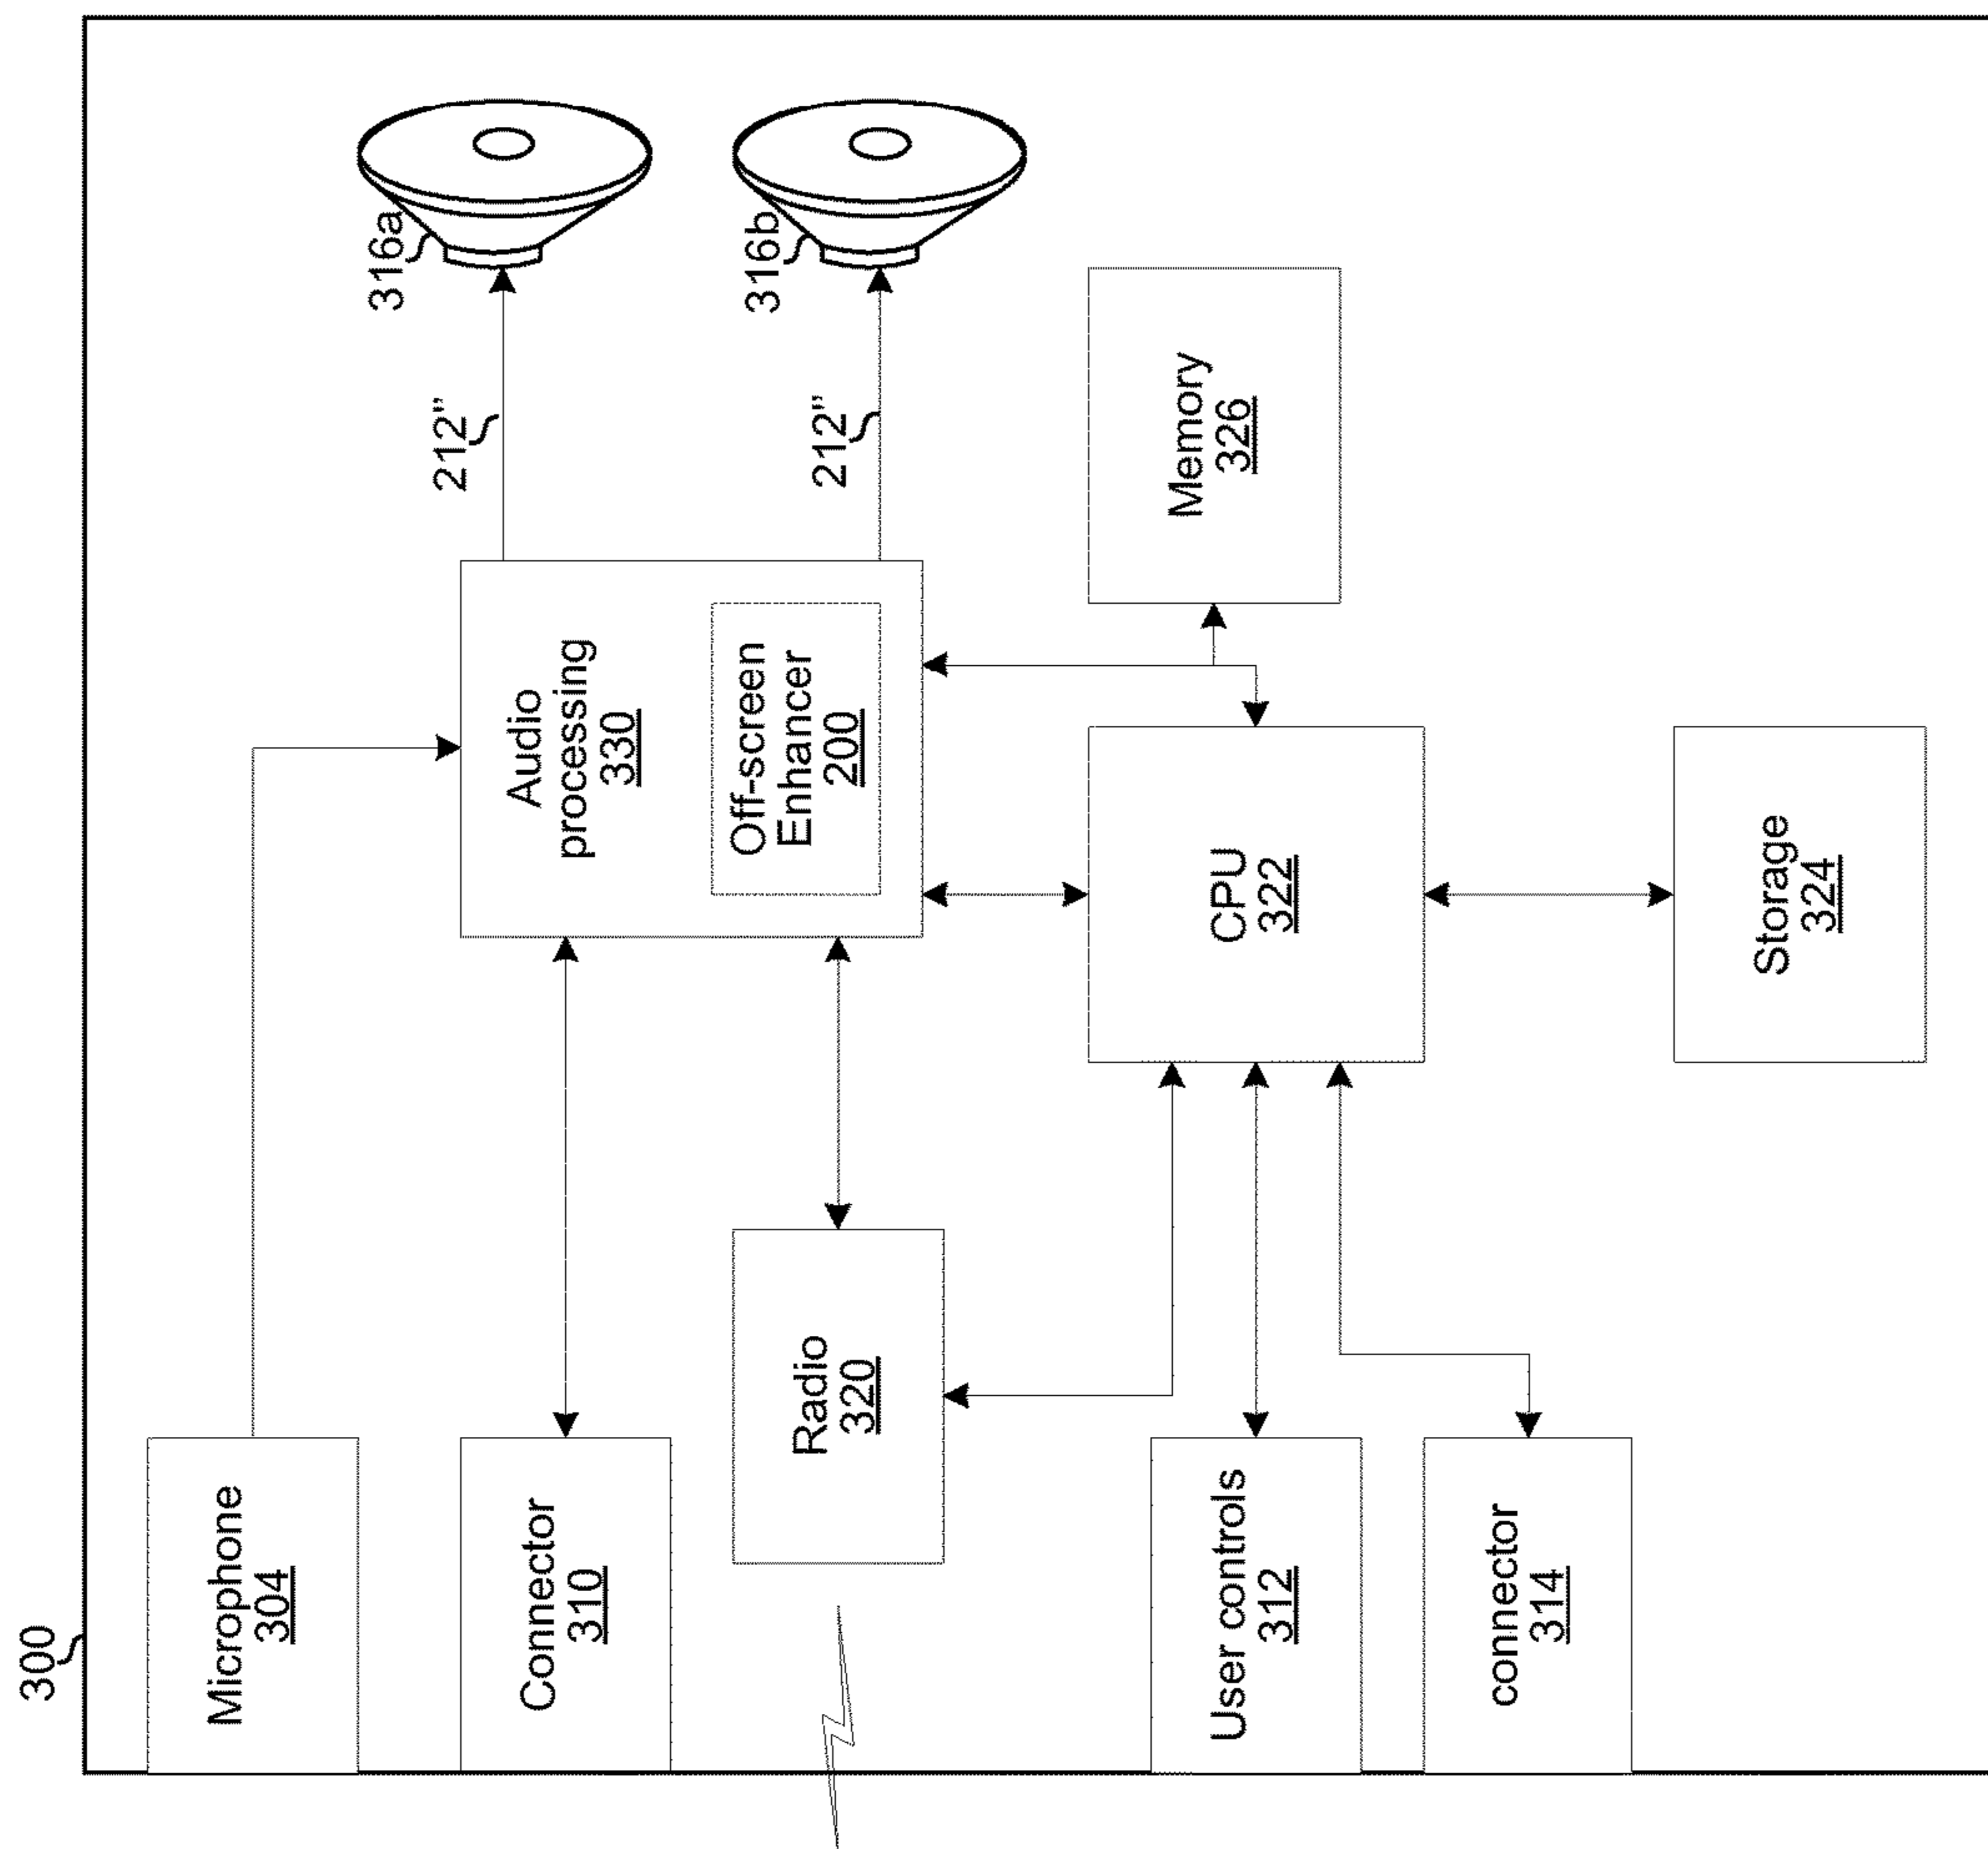 300
Microphone
304
Connector
310
Radio
320
User controls
312
connector
314
Audio
processing
330
Off-screen
Enhancer
200
CPU
322
Storage
324
Memory
326
212”
212”
316a
316b